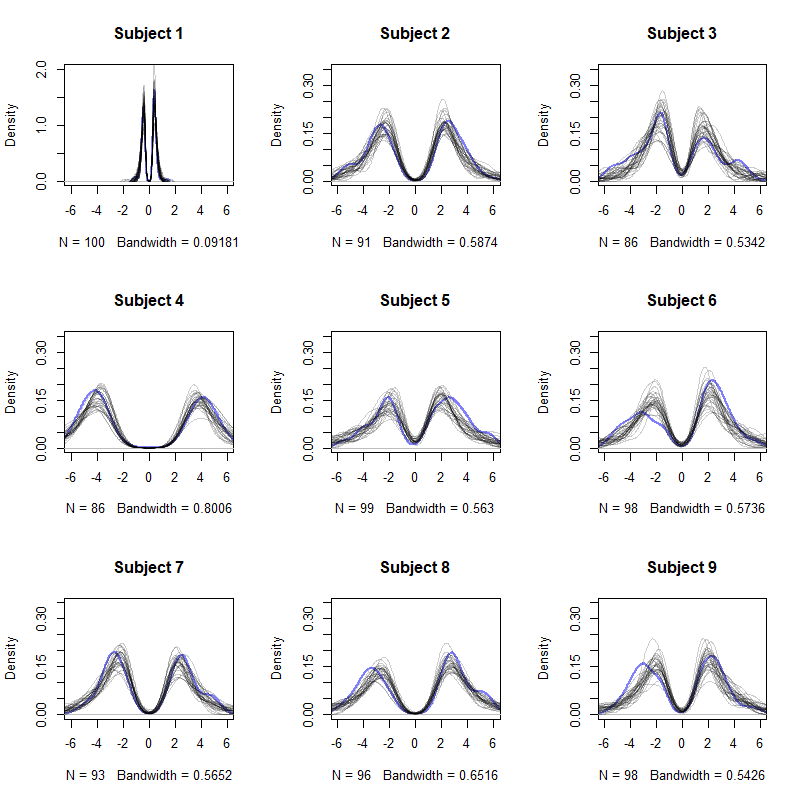 Subject 1 Subject 2 Subject 3
Density 0.0 1.0 2.0
Density 0.00 0.15 0.30
Density 0.00 0.15 0.30
-6 -4 -2 0 2 4 6 -6 -4 -2 0 2 4 6 -6 -4 -2 0 2 4 6
N = 100 Bandwidth = 0.09181 N = 91 Bandwidth = 0.5874 N = 86 Bandwidth = 0.5342
Subject 4 Subject 5 Subject 6
Density 0.00 0.15 0.30
Density 0.00 0.15 0.30
Density 0.00 0.15 0.30
-6 -4 -2 0 2 4 6 -6 -4 -2 0 2 4 6 -6 -4 -2 0 2 4 6
N = 86 Bandwidth = 0.8006 N = 99 Bandwidth = 0.563 N = 98 Bandwidth = 0.5736
Subject 7 Subject 8 Subject 9
Density 0.00 0.15 0.30
Density 0.00 0.15 0.30
Density 0.00 0.15 0.30
-6 -4 -2 0 2 4 6 -6 -4 -2 0 2 4 6 -6 -4 -2 0 2 4 6
N = 93 Bandwidth = 0.5652 N = 96 Bandwidth = 0.6516 N = 98 Bandwidth = 0.5426